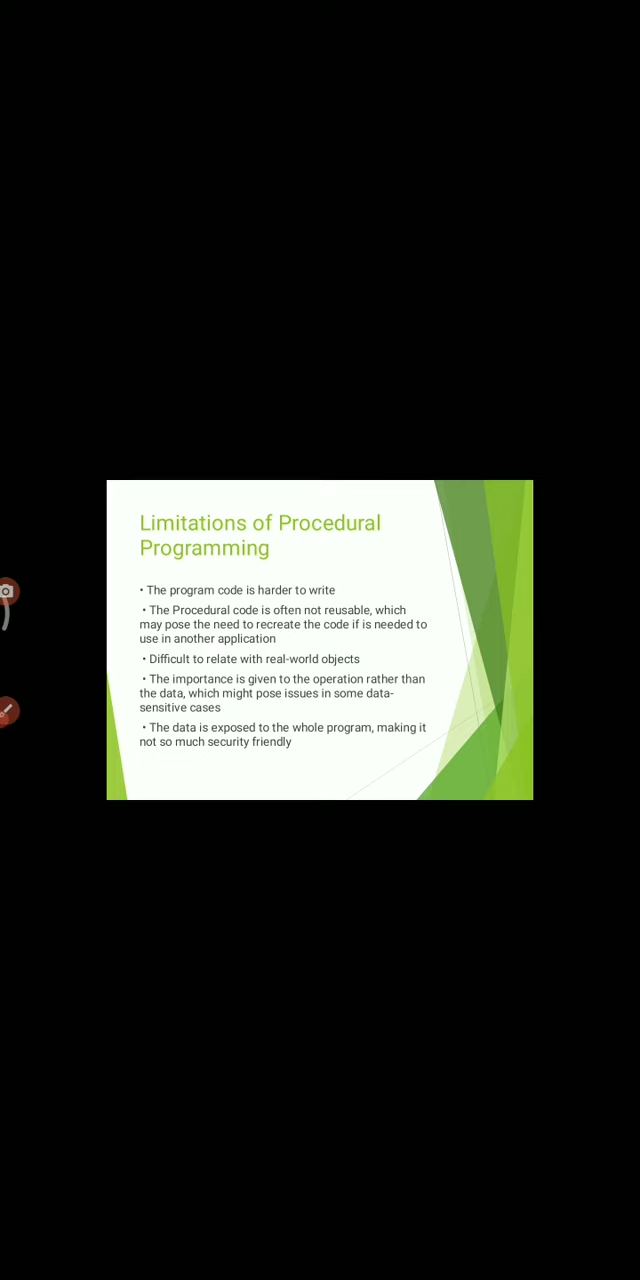 Limitations of Procedural
Programming
• The program code is harder to write
• The Procedural code is often not reusable, which
may pose the need to recreate the code if is needed to
use in another application
• Difficult to relate with real-world objects
• The importance is given to the operation rather than
the data, which might pose issues in some data-
sensitive cases
• The data is exposed to the whole program, making it
not so much security friendly